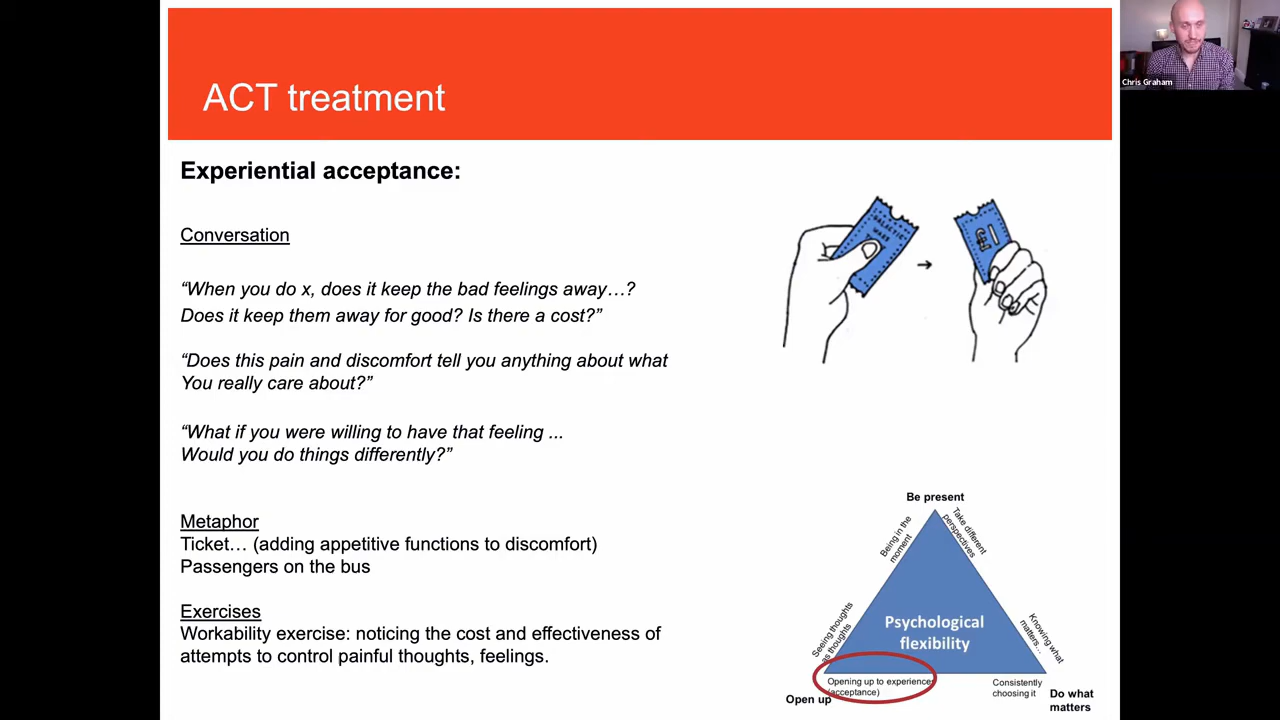 Chris Graham
ACT treatment
Experiential acceptance:
Conversation
“When you do x, does it keep the bad feelings away…?
Does it keep them away for good? Is there a cost?”
“Does this pain and discomfort tell you anything about what
You really care about?”
“What if you were willing to have that feeling ...
Would you do things differently?”
Metaphor
Ticket… (adding appetitive functions to discomfort)
Passengers on the bus
Exercises
Workability exercise: noticing the cost and effectiveness of
attempts to control painful thoughts, feelings.
GALACTIC
WARS
£1
Be present
Being in the
moment
Take different
perspectives
Seeing thoughts
as thoughts
Psychological
flexibility
Knowing what
matters…
Opening up to experience
(acceptance)
Open up
Consistently
choosing it
Do what
matters